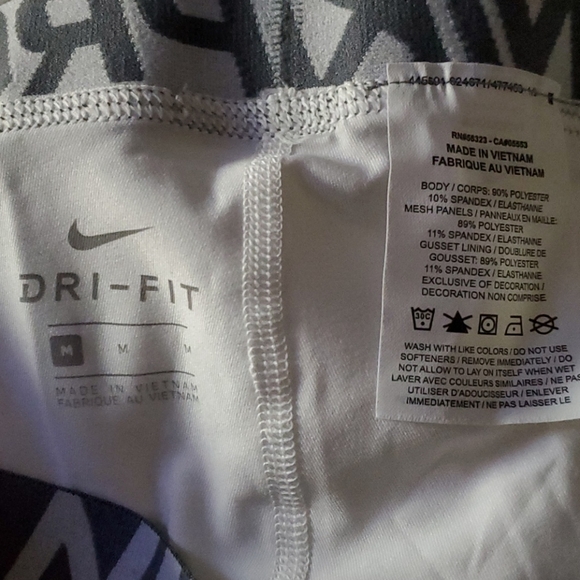 PRO
DRI-FIT
M M M
MADE IN VIETNAM
FABRIQUE AU VIETNAM
RN#56323 - CA#05553
MADE IN VIETNAM
FABRIQUE AU VIETNAM
BODY / CORPS: 90% POLYESTER
10% SPANDEX / ELASTHANNE
MESH PANELS / PANNEAUX EN MAILLE:
89% POLYESTER
11% SPANDEX / ELASTHANNE
GUSSET LINING / DOUBLURE DE
GOUSSET: 89% POLYESTER
11% SPANDEX / ELASTHANNE
EXCLUSIVE OF DECORATION /
DECORATION NON COMPRISE
30C
WASH WITH LIKE COLORS / DO NOT USE
SOFTENERS / REMOVE IMMEDIATELY / DO
NOT ALLOW TO LAY ON ITSELF WHEN WET
LAVER AVEC COULEURS SIMILAIRES / NE PAS
UTILISER D'ADOUCISSEUR / ENLEVER
IMMEDIATEMENT / NE PAS LAISSER LE